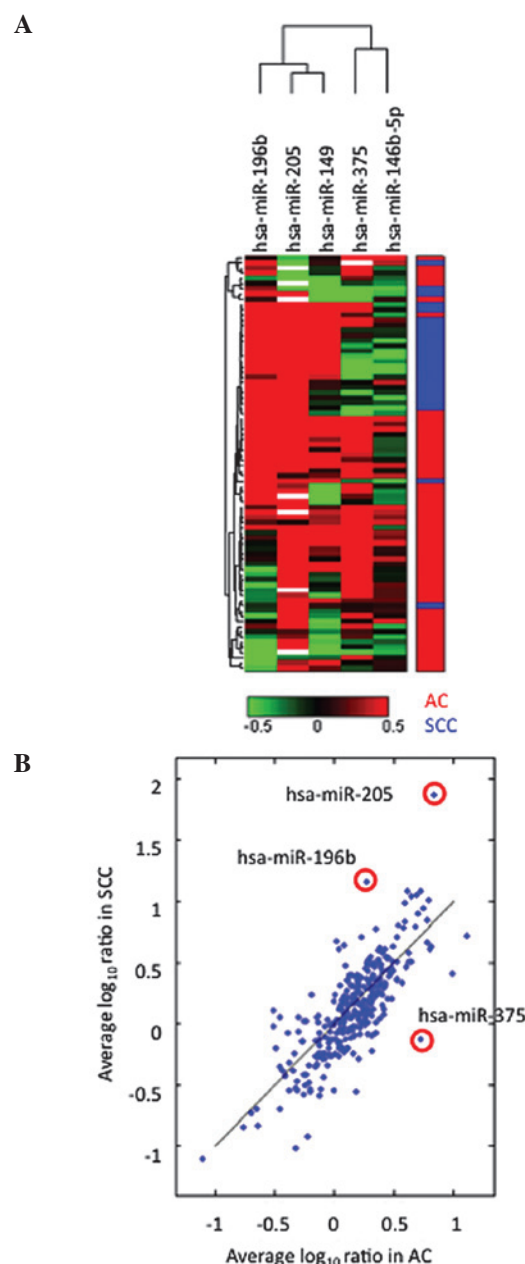 A
hsa-miR-196b
hsa-miR-205
hsa-miR-149
hsa-miR-375
hsa-miR-146b-5p
-0.5 0 0.5
AC
SCC
B
hsa-miR-205
hsa-miR-196b
hsa-miR-375
Average log10 ratio in SCC
2
1.5
1
0.5
0
-0.5
-1
-1 -0.5 0 0.5 1
Average log10 ratio in AC